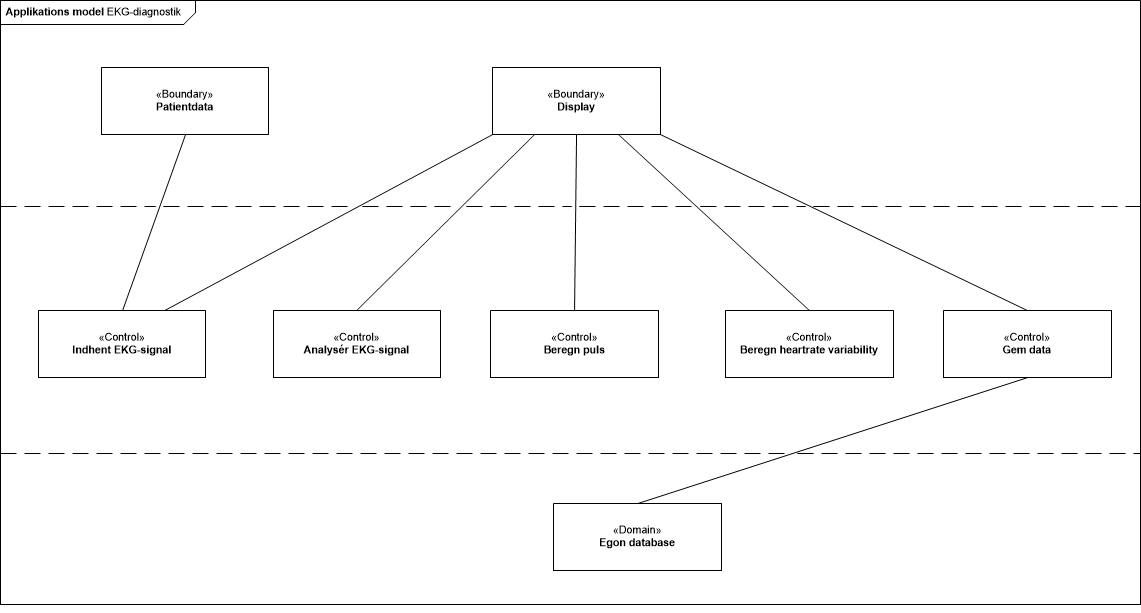 Applikations model EKG-diagnostik
«Boundary»
Patientdata
«Boundary»
Display
«Control»
Indhent EKG-signal
«Control»
Analysér EKG-signal
«Control»
Beregn puls
«Control»
Beregn heartrate variability
«Control»
Gem data
«Domain»
Egon database